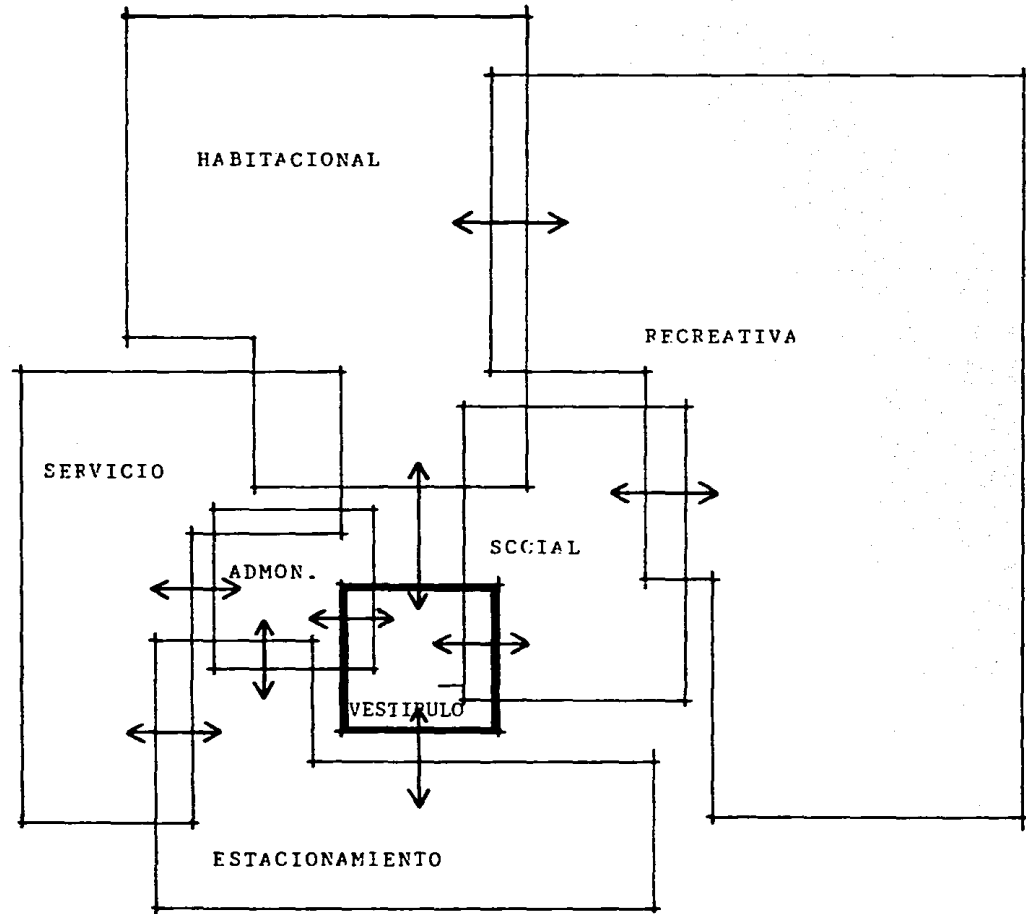 HABITACIONAL
RECREATIVA
SERVICIO
SOCIAL
ADMON.
VESTIBULO
ESTACIONAMIENTO